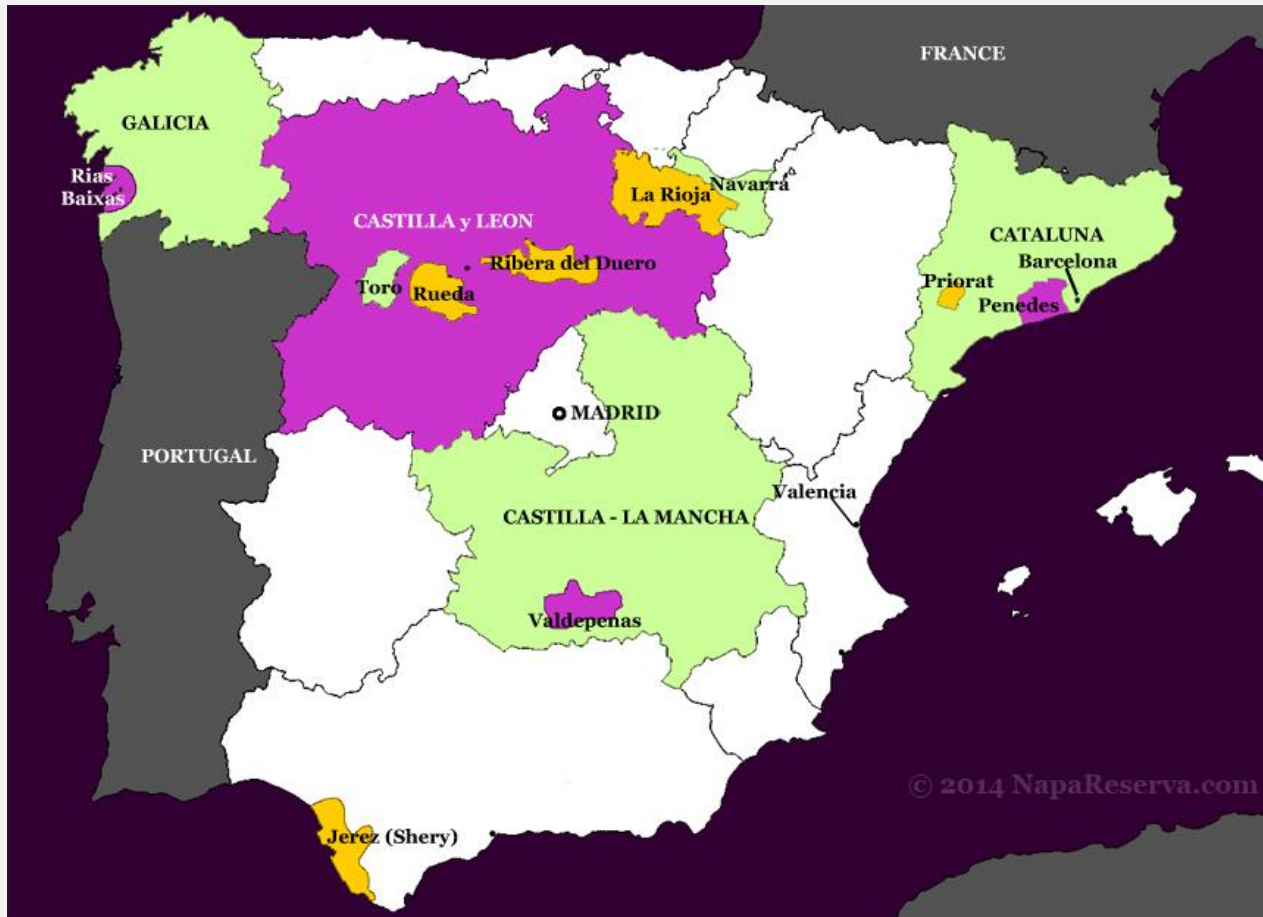 FRANCE
GALICIA
Rias
Baixas
Navarra
La Rioja
CASTILLA y LEON
CATALUNA
Barcelona
Ribera del Duero
Toro
Rueda
Priorat
Penedes
MADRID
PORTUGAL
Valencia
CASTILLA - LA MANCHA
Valdepenas
© 2014 NapaReserva.com
Jerez (Shery)